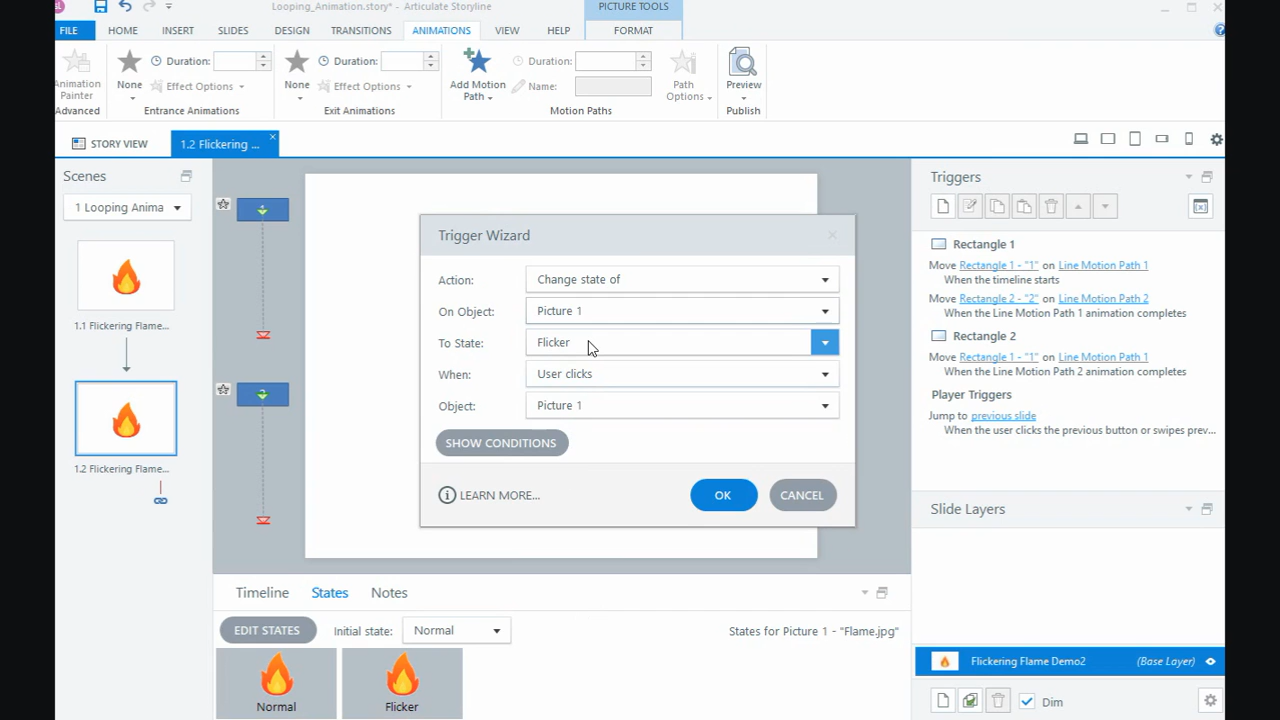 Looping_Animation.story* - Articulate Storyline
PICTURE TOOLS
FILE HOME INSERT SLIDES DESIGN TRANSITIONS ANIMATIONS VIEW HELP FORMAT
Animation Painter
None
Duration:
Effect Options
None
Duration:
Effect Options
Add Motion Path
Duration:
Name:
Path Options
Preview
Advanced
Entrance Animations
Exit Animations
Motion Paths
Publish
STORY VIEW
1.2 Flickering ...
Scenes
1 Looping Anima
1.1 Flickering Flame...
1.2 Flickering Flame...
1
2
Trigger Wizard
Action: Change state of
On Object: Picture 1
To State: Flicker
When: User clicks
Object: Picture 1
SHOW CONDITIONS
LEARN MORE...
OK
CANCEL
Triggers
Rectangle 1
Move Rectangle 1 - "1" on Line Motion Path 1
When the timeline starts
Move Rectangle 2 - "2" on Line Motion Path 2
When the Line Motion Path 1 animation completes
Rectangle 2
Move Rectangle 1 - "1" on Line Motion Path 1
When the Line Motion Path 2 animation completes
Player Triggers
Jump to previous slide
When the user clicks the previous button or swipes prev...
Slide Layers
Flickering Flame Demo2 (Base Layer)
Dim
Timeline States Notes
EDIT STATES
Initial state: Normal
States for Picture 1 - "Flame.jpg"
Normal
Flicker